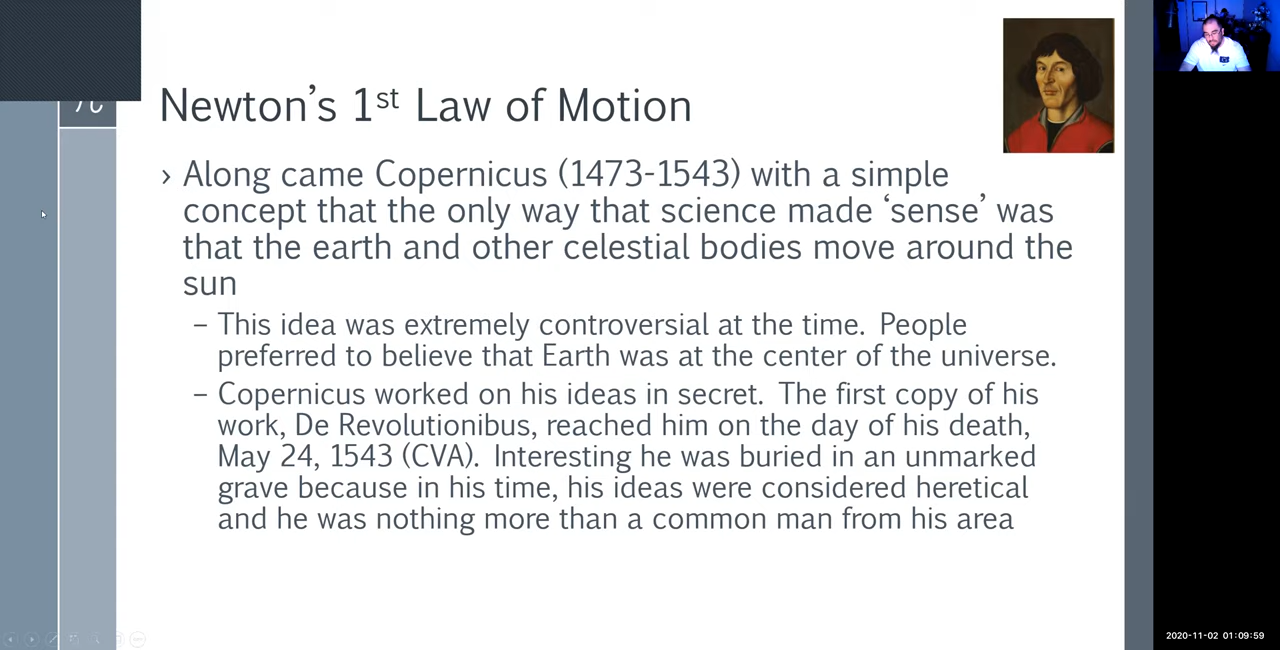 Newton’s 1st Law of Motion
› Along came Copernicus (1473-1543) with a simple
concept that the only way that science made ‘sense’ was
that the earth and other celestial bodies move around the
sun
– This idea was extremely controversial at the time.  People
preferred to believe that Earth was at the center of the universe.
– Copernicus worked on his ideas in secret.  The first copy of his
work, De Revolutionibus, reached him on the day of his death,
May 24, 1543 (CVA).  Interesting he was buried in an unmarked
grave because in his time, his ideas were considered heretical
and he was nothing more than a common man from his area
2020-11-02 01:09:59